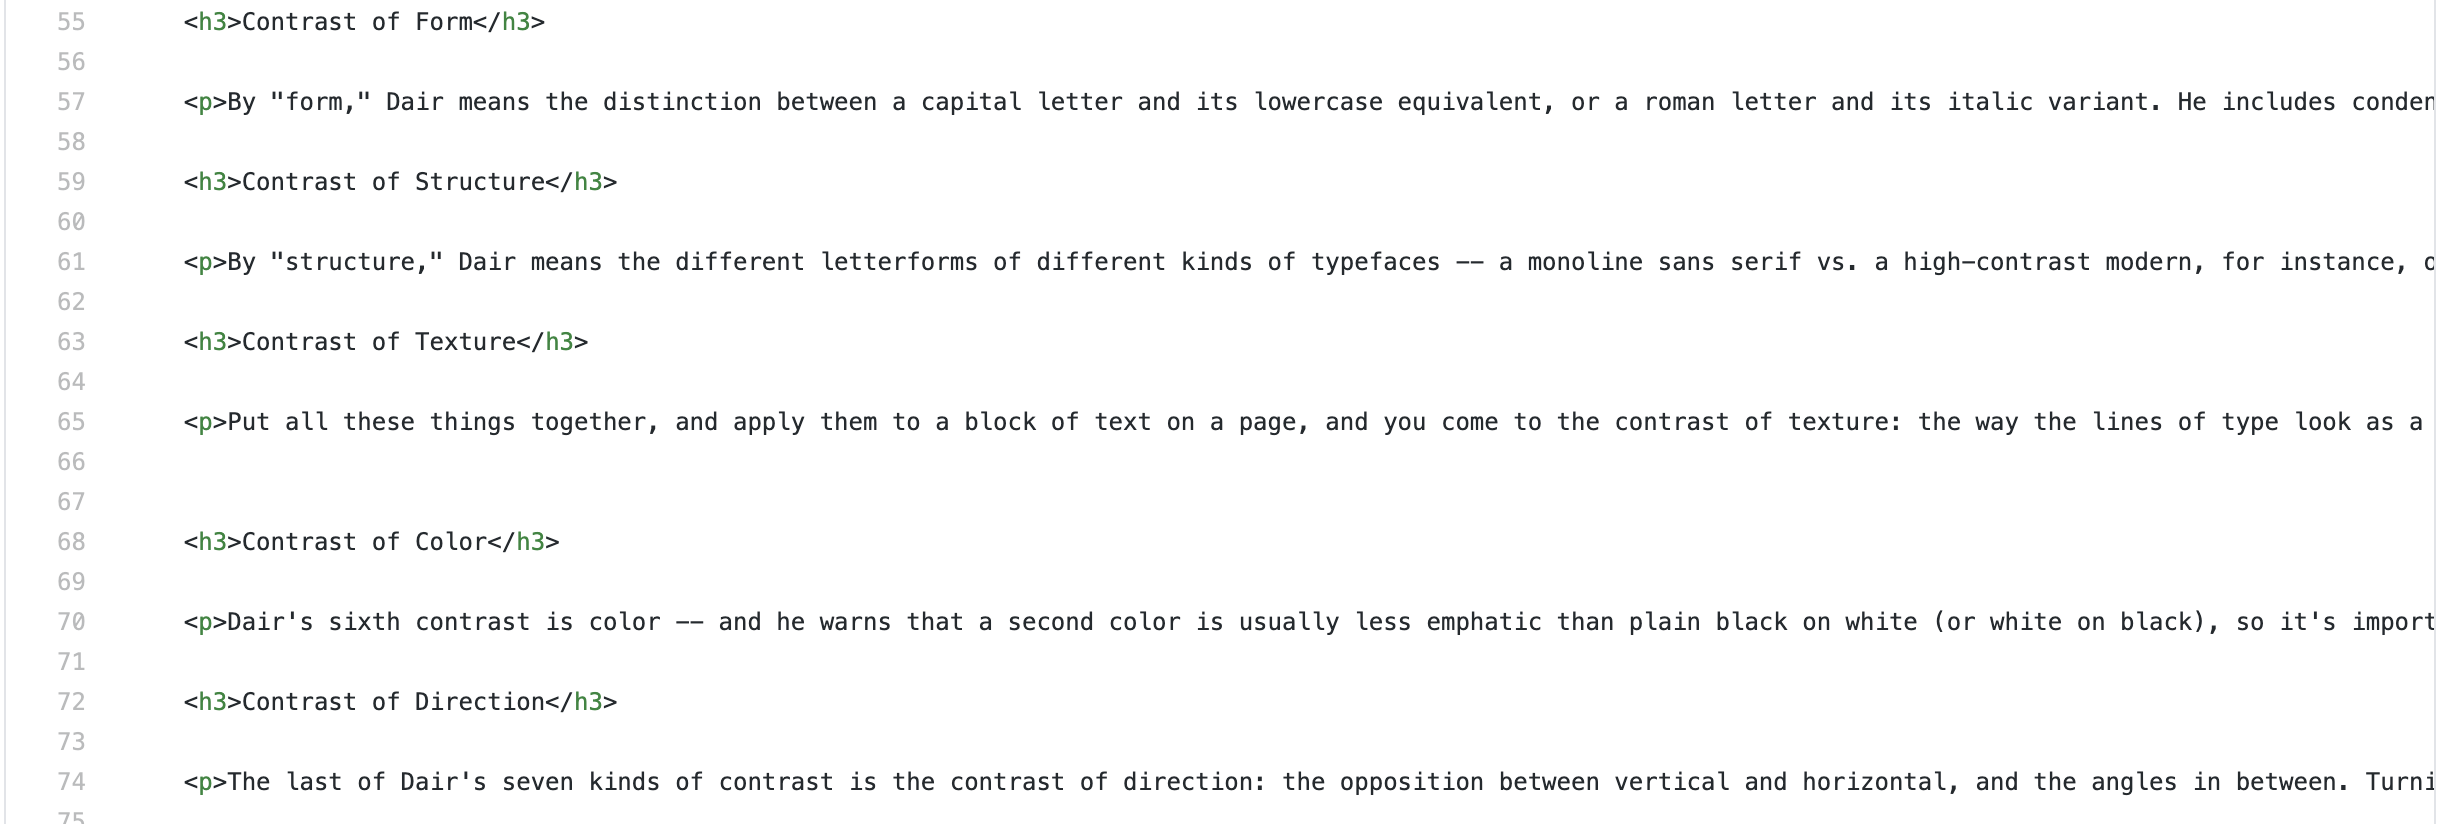 55 <h3>Contrast of Form</h3>
56
57 <p>By "form," Dair means the distinction between a capital letter and its lowercase equivalent, or a roman letter and its italic variant. He includes conden
58
59 <h3>Contrast of Structure</h3>
60
61 <p>By "structure," Dair means the different letterforms of different kinds of typefaces -- a monoline sans serif vs. a high-contrast modern, for instance, o
62
63 <h3>Contrast of Texture</h3>
64
65 <p>Put all these things together, and apply them to a block of text on a page, and you come to the contrast of texture: the way the lines of type look as a
66
67
68 <h3>Contrast of Color</h3>
69
70 <p>Dair's sixth contrast is color -- and he warns that a second color is usually less emphatic than plain black on white (or white on black), so it's import
71
72 <h3>Contrast of Direction</h3>
73
74 <p>The last of Dair's seven kinds of contrast is the contrast of direction: the opposition between vertical and horizontal, and the angles in between. Turni
75